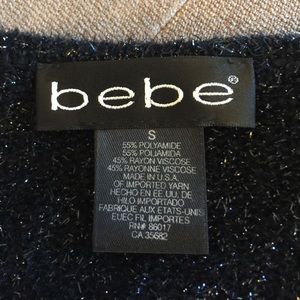 bebe®
S
55% POLYAMIDE
55% POLIAMIDA
45% RAYON VISCOSE
45% RAYONNE VISCOSE
MADE IN U.S.A.
OF IMPORTED YARN
HECHO EN EE.UU. DE
HILO IMPORTADO
FABRIQUE AUX ETATS-UNIS
EUEC FIL IMPORTES
RN# 86017
CA 35682